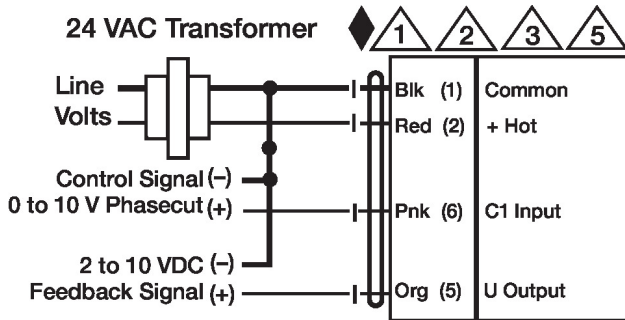 24 VAC Transformer
1 2 3 5
Line
Volts
Blk (1) Common
Red (2) + Hot
Control Signal (–)
0 to 10 V Phasecut (+)
Pnk (6) C1 Input
2 to 10 VDC (–)
Feedback Signal (+)
Org (5) U Output